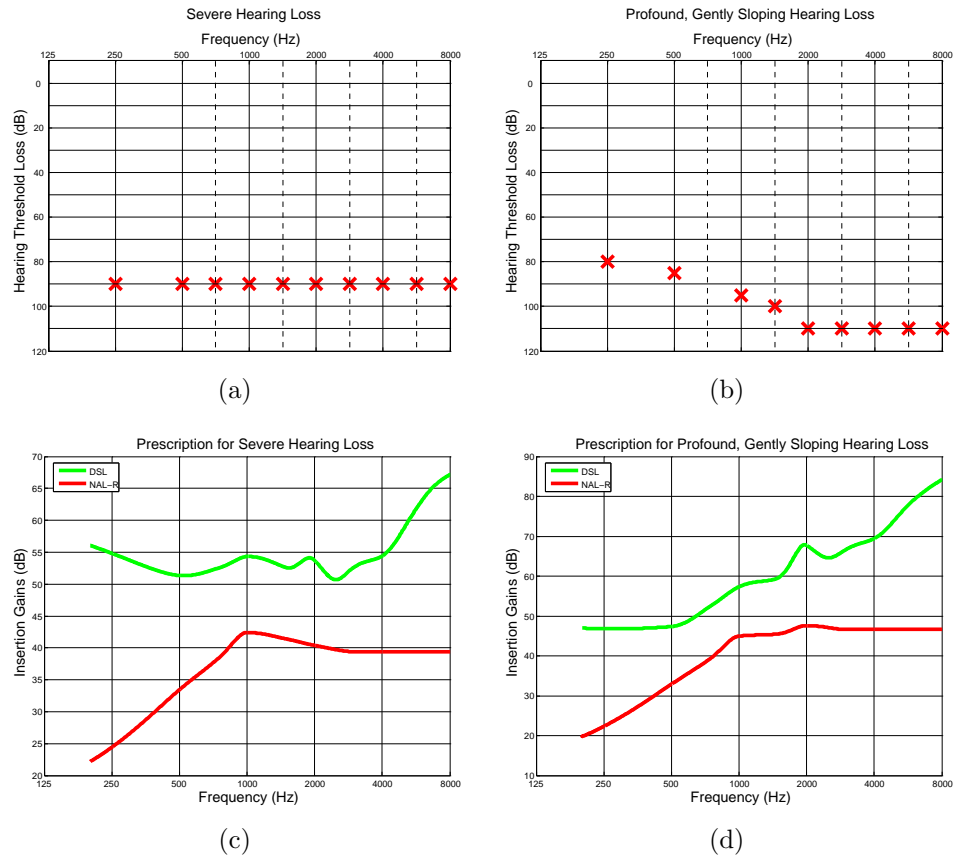 Severe Hearing Loss
Frequency (Hz)
125 250 500 1000 2000 4000 8000
Hearing Threshold Loss (dB)
0
20
40
60
80
100
120
(a)
Profound, Gently Sloping Hearing Loss
Frequency (Hz)
125 250 500 1000 2000 4000 8000
Hearing Threshold Loss (dB)
0
20
40
60
80
100
120
(b)
Prescription for Severe Hearing Loss
DSL
NAL-R
Insertion Gains (dB)
70
65
60
55
50
45
40
35
30
25
20
125 250 500 1000 2000 4000 8000
Frequency (Hz)
(c)
Prescription for Profound, Gently Sloping Hearing Loss
DSL
NAL-R
Insertion Gains (dB)
90
80
70
60
50
40
30
20
10
125 250 500 1000 2000 4000 8000
Frequency (Hz)
(d)